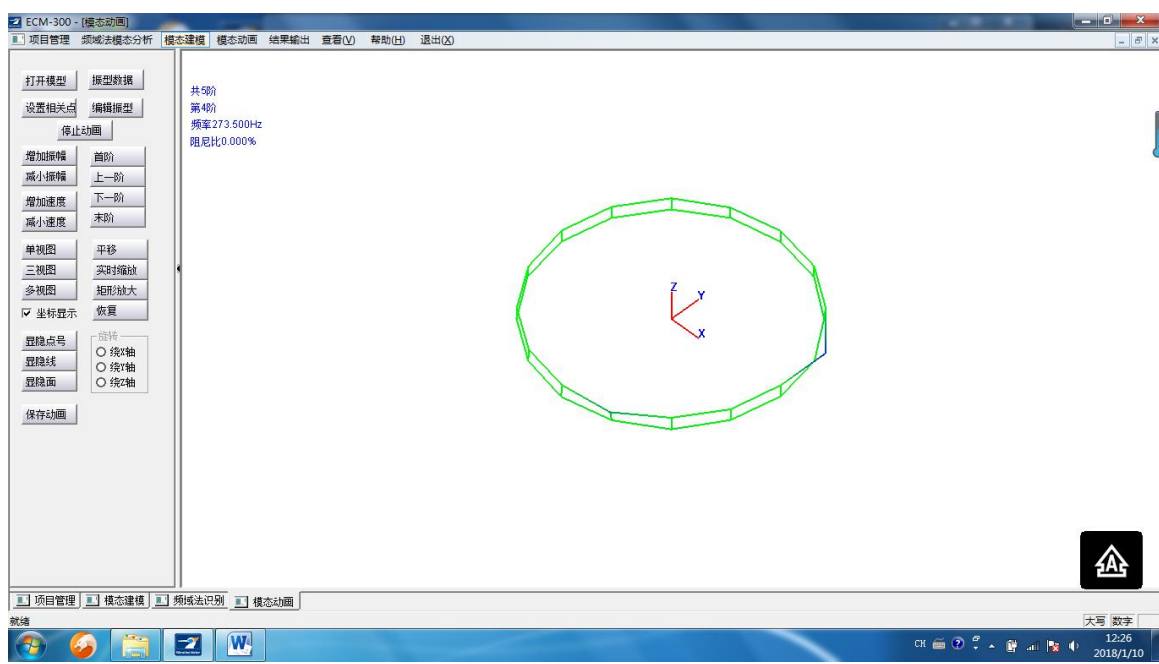 ECM-300 - [模态动画]
项目管理 频域法模态分析 模态建模 模态动画 结果输出 查看(V) 帮助(H) 退出(X)
打开模型 振型数据
设置相关点 编辑振型
停止动画
增加振幅 首阶
减小振幅 上一阶
增加速度 下一阶
减小速度 末阶
单视图 平移
三视图 实时缩放
多视图 矩形放大
坐标显示 恢复
显隐点号 旋转
绕X轴
显隐线 绕Y轴
显隐面 绕Z轴
保存动画
共5阶
第4阶
频率273.500Hz
阻尼比0.000%
Z
Y
X
A
项目管理 模态建模 频域法识别 模态动画
就绪 大写 数字
W CH 12:26
2018/1/10